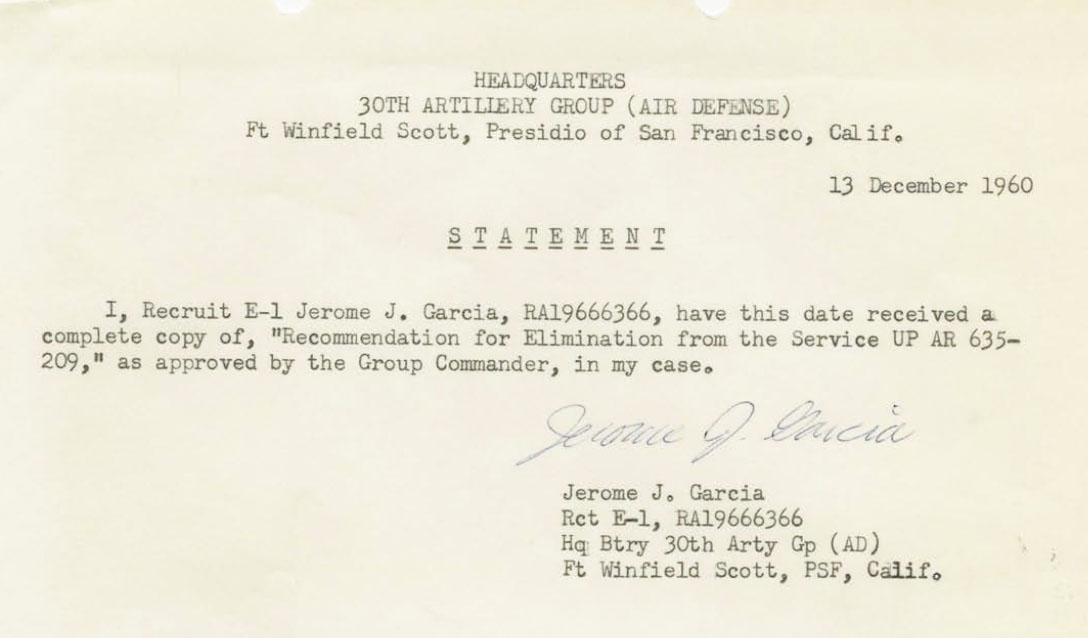 HEADQUARTERS
30TH ARTILLERY GROUP (AIR DEFENSE)
Ft Winfield Scott, Presidio of San Francisco, Calif.
13 December 1960
S T A T E M E N T
I, Recruit E-1 Jerome J. Garcia, RA19666366, have this date received a
complete copy of, "Recommendation for Elimination from the Service UP AR 635-
209," as approved by the Group Commander, in my case.
Jerome J. Garcia
Jerome J. Garcia
Rct E-1, RA19666366
Hq Btry 30th Arty Gp (AD)
Ft Winfield Scott, PSF, Calif.